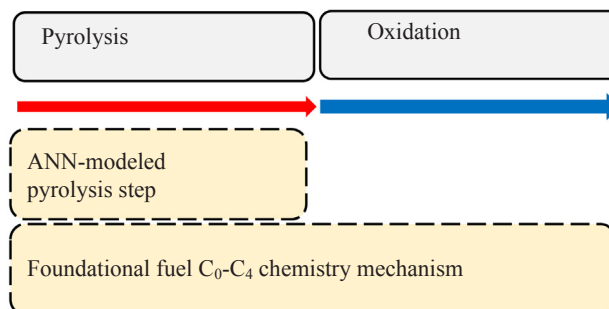 Pyrolysis
Oxidation
ANN-modeled
pyrolysis step
Foundational fuel C₀-C₄ chemistry mechanism